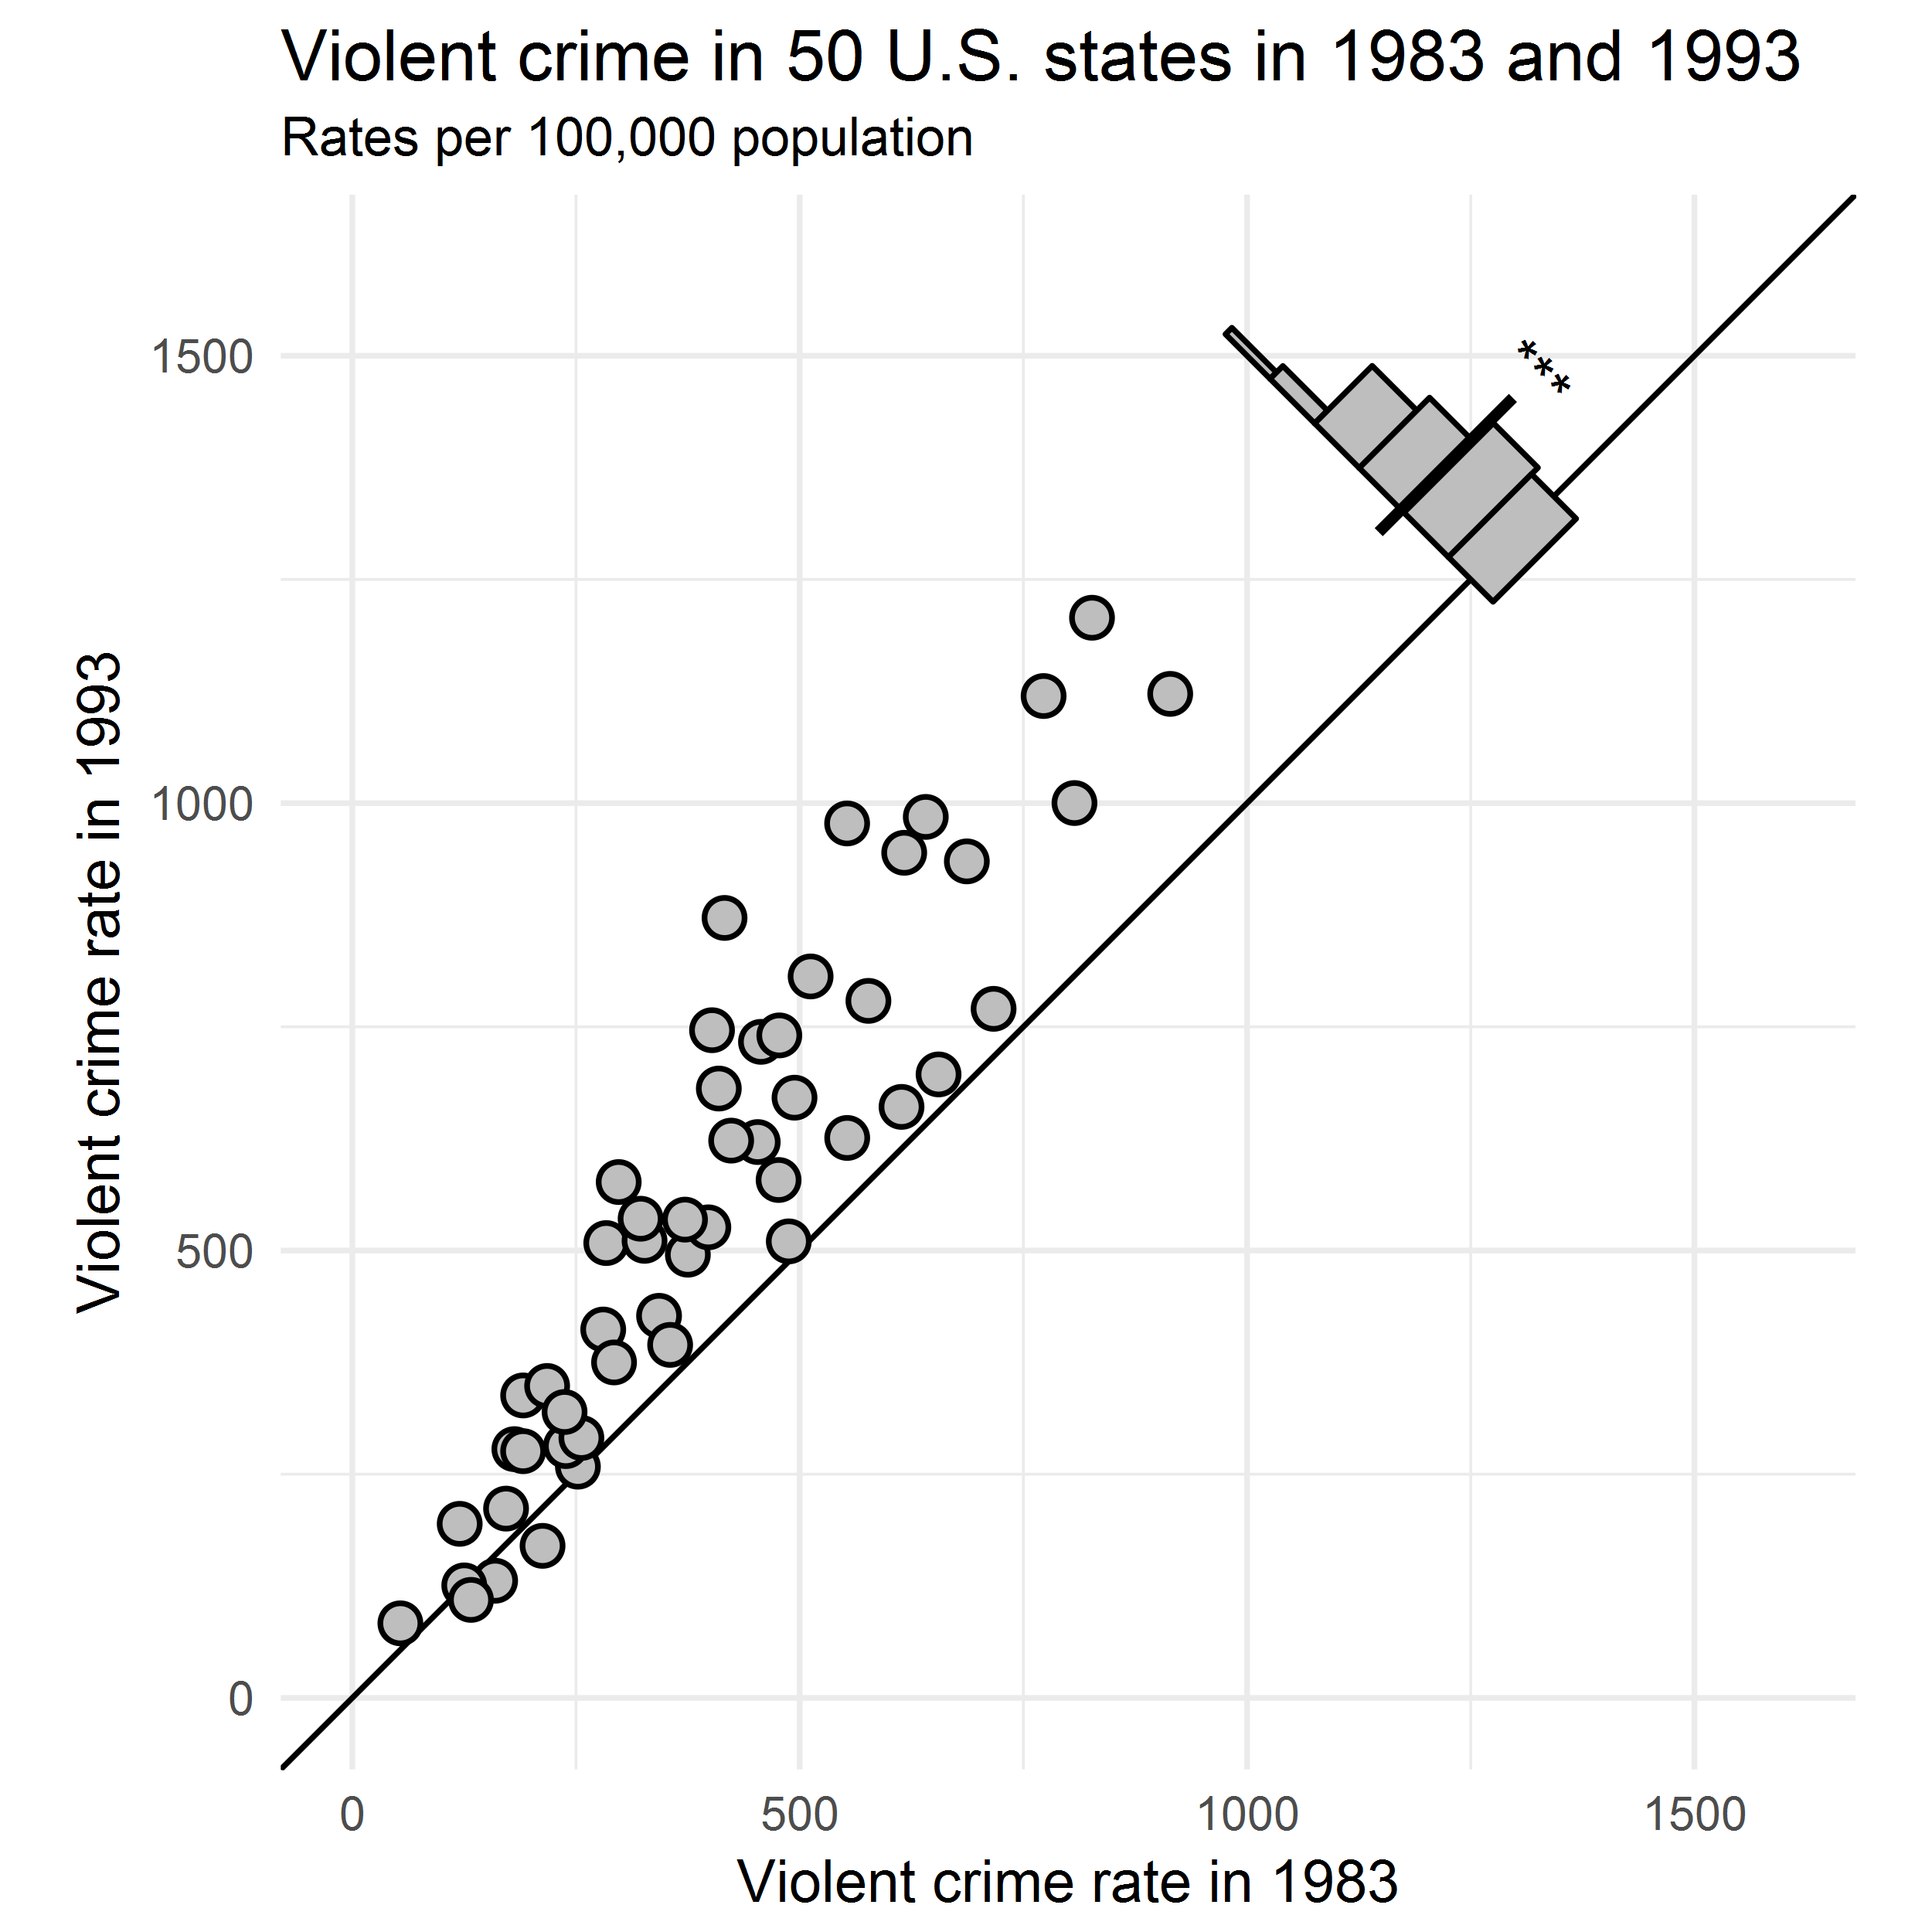 Violent crime in 50 U.S. states in 1983 and 1993
Rates per 100,000 population
***
1500
1000
500
0
Violent crime rate in 1993
0 500 1000 1500
Violent crime rate in 1983